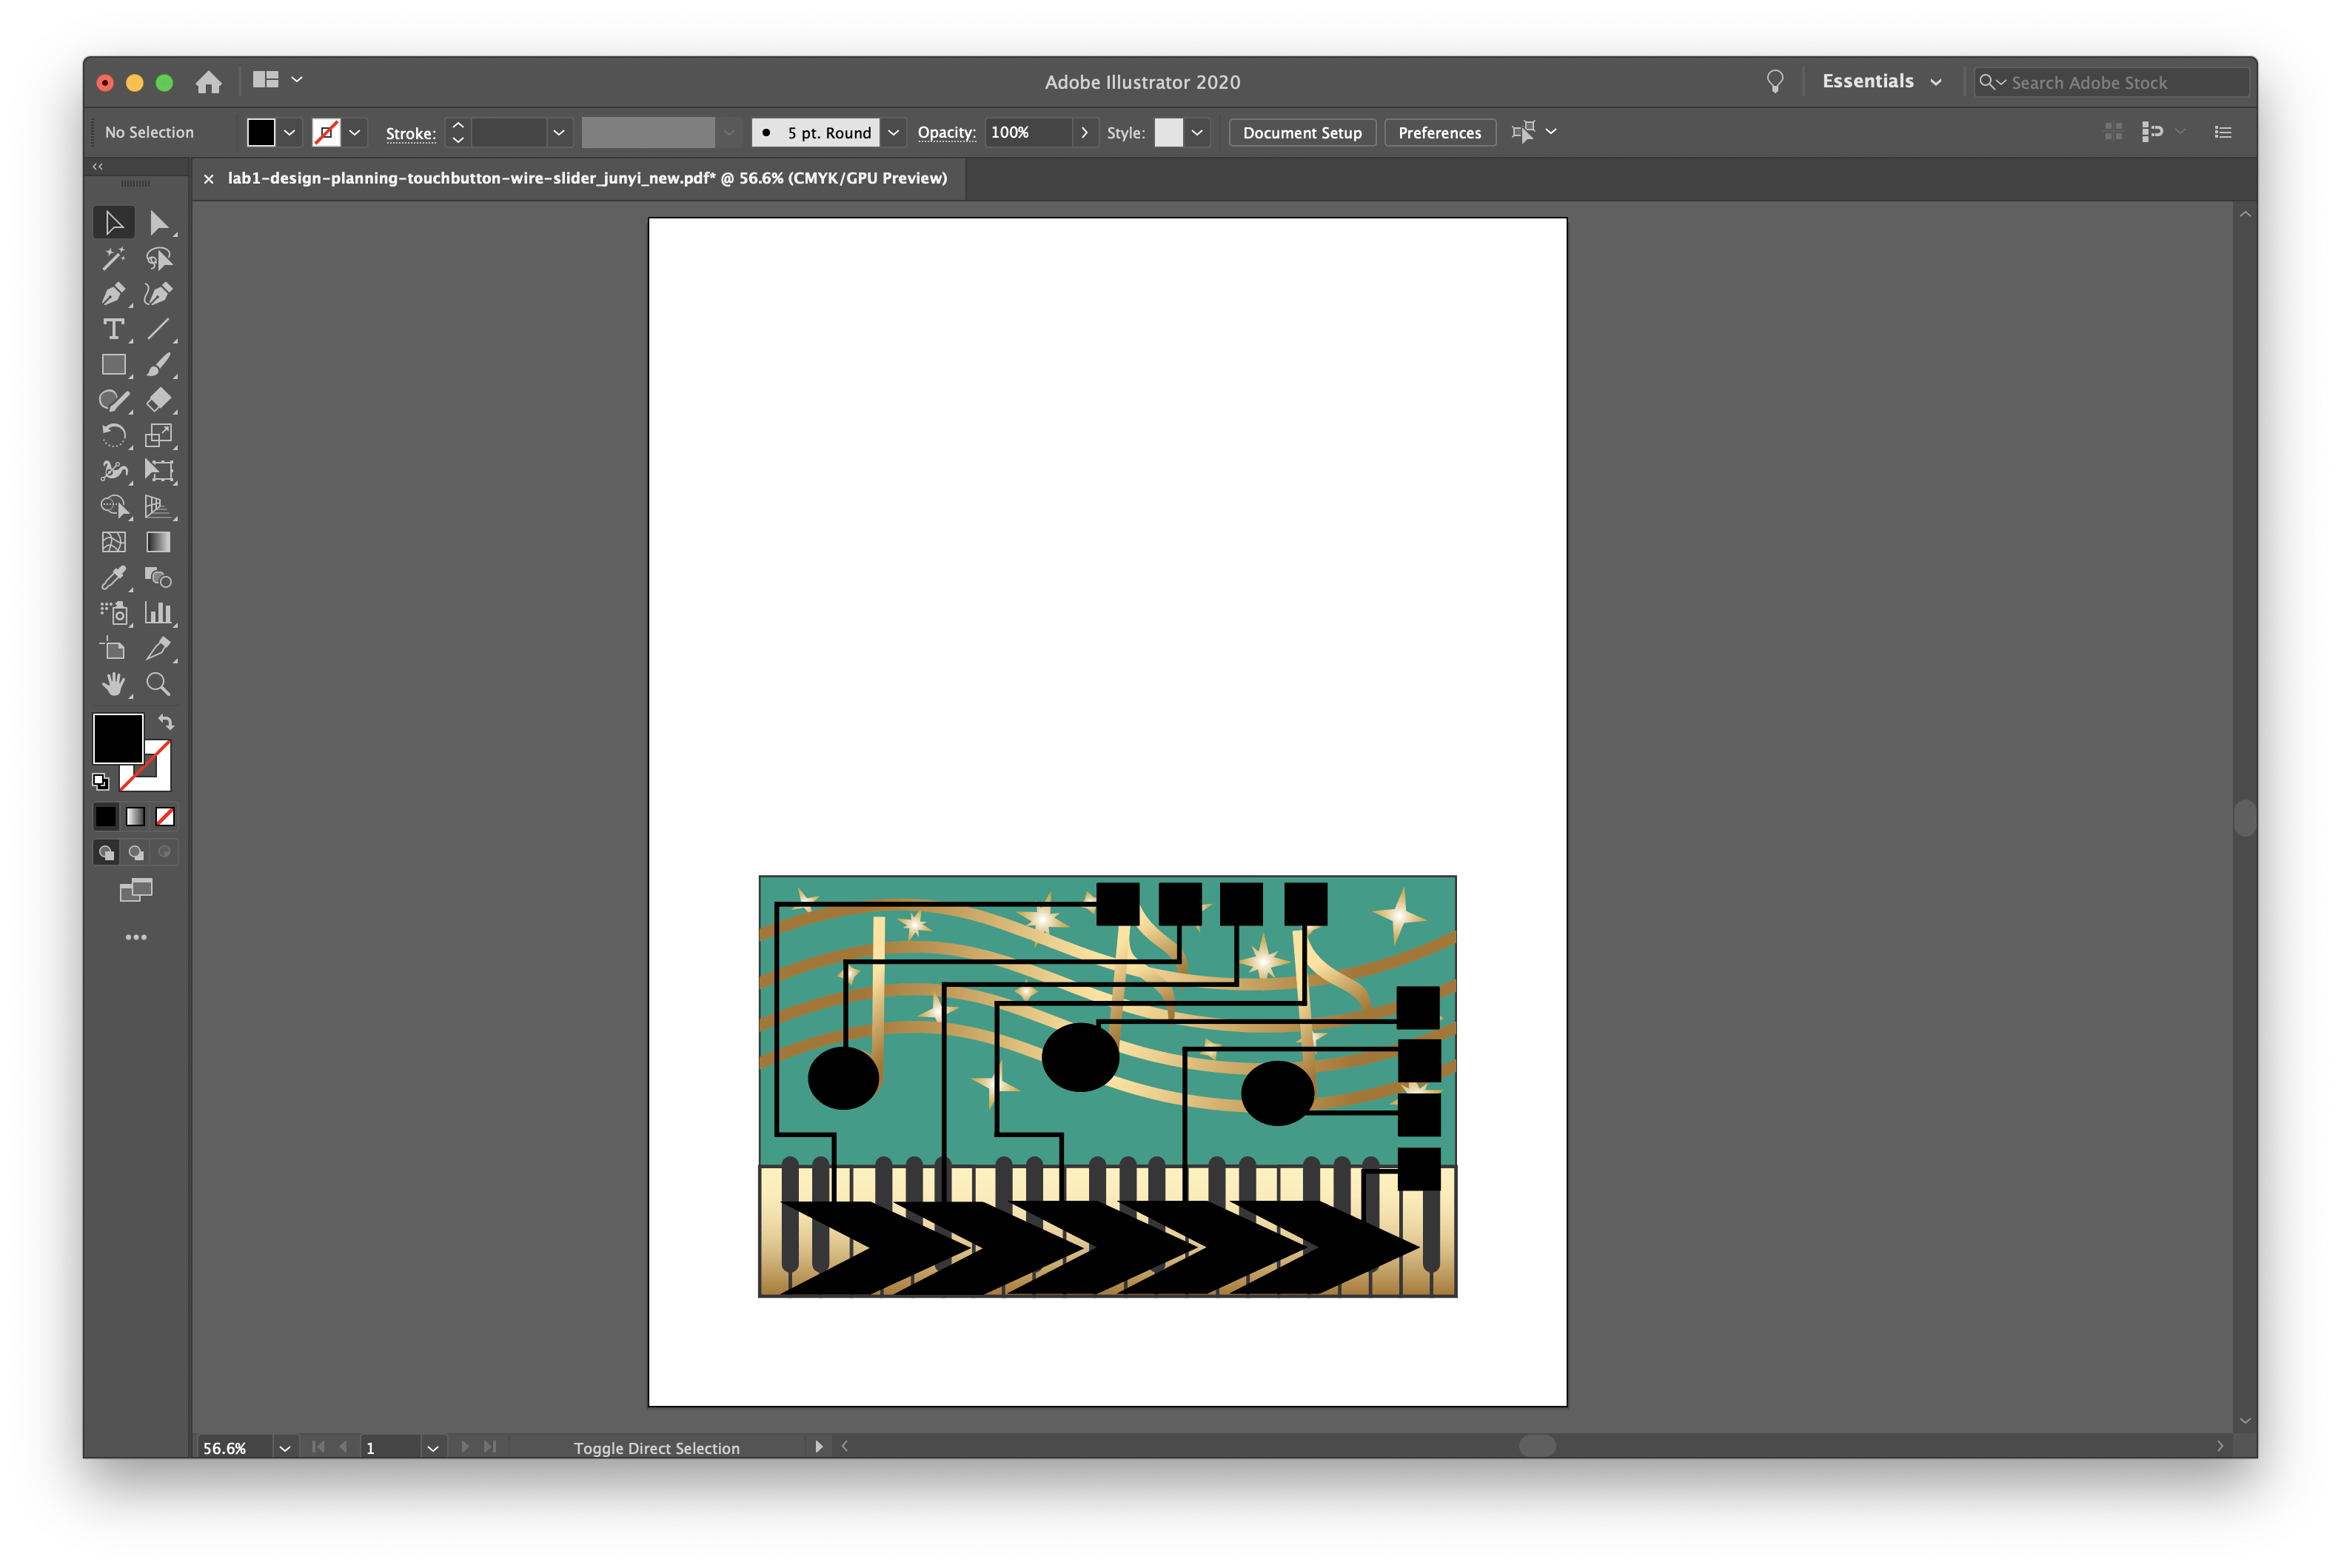 Adobe Illustrator 2020
Essentials
Search Adobe Stock
No Selection
Stroke:
5 pt. Round
Opacity:
100%
Style:
Document Setup
Preferences
lab1-design-planning-touchbutton-wire-slider_junyi_new.pdf* @ 56.6% (CMYK/GPU Preview)
56.6%
1
Toggle Direct Selection